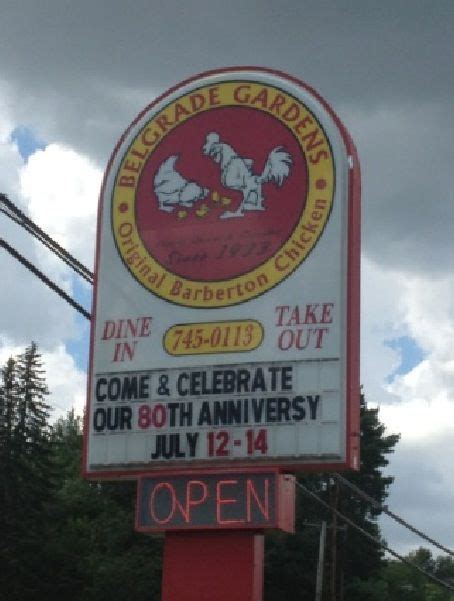 BELGRADE GARDENS
Since 1933
Original Barberton Chicken
DINE IN
745-0113
TAKE OUT
COME & CELEBRATE
OUR 80TH ANNIVERSY
JULY 12-14
OPEN